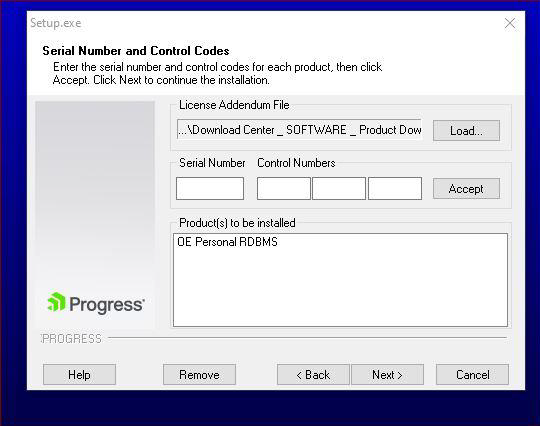 Setup.exe
Serial Number and Control Codes
Enter the serial number and control codes for each product, then click
Accept. Click Next to continue the installation.
License Addendum File
...\Download Center _ SOFTWARE _ Product Dow
Load...
Serial Number
Control Numbers
Accept
Product(s) to be installed
OE Personal RDBMS
Progress
PROGRESS
Help
Remove
< Back
Next >
Cancel